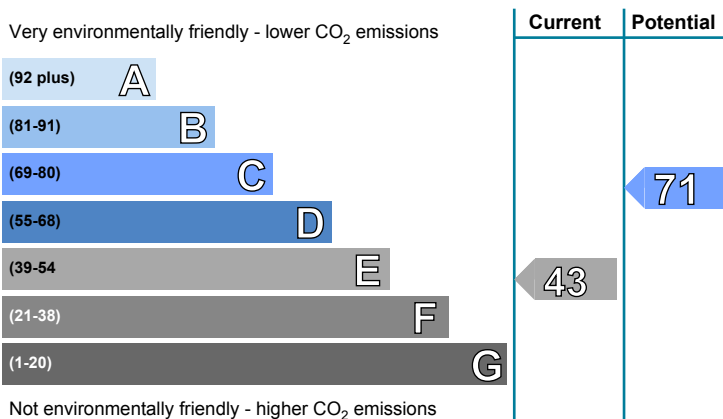 Current Potential
Very environmentally friendly - lower CO2 emissions
(92 plus) A
(81-91) B
(69-80) C
71
(55-68) D
(39-54 E
43
(21-38) F
(1-20) G
Not environmentally friendly - higher CO2 emissions